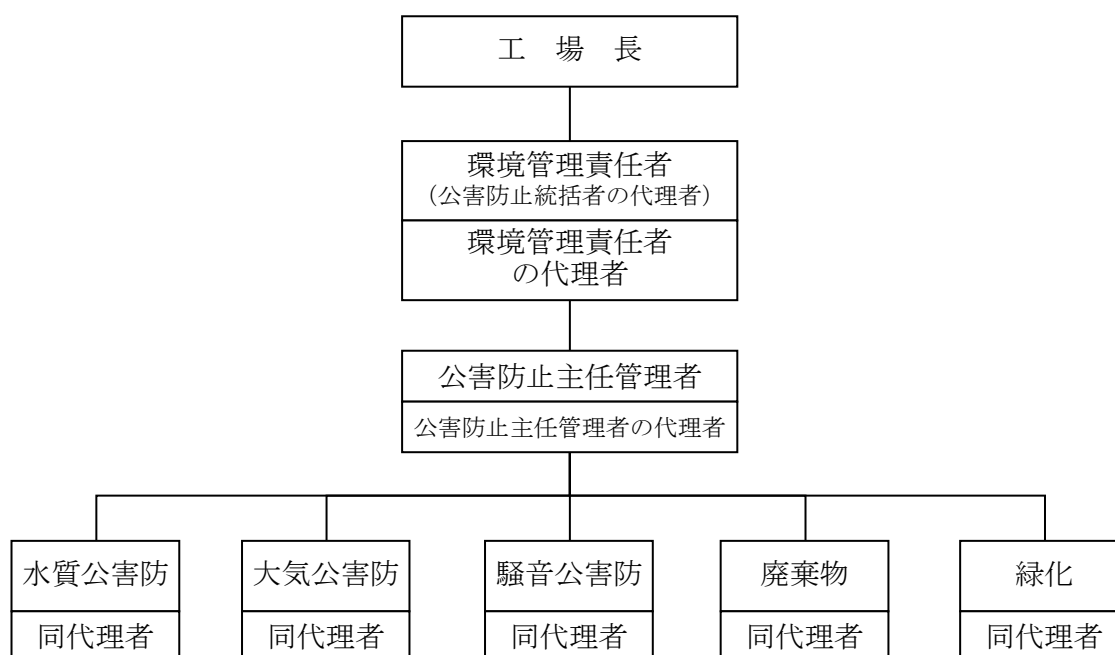 工　場　長
環境管理責任者
（公害防止統括者の代理者）
環境管理責任者
の代理者
公害防止主任管理者
公害防止主任管理者の代理者
水質公害防
大気公害防
騒音公害防
廃棄物
緑化
同代理者
同代理者
同代理者
同代理者
同代理者